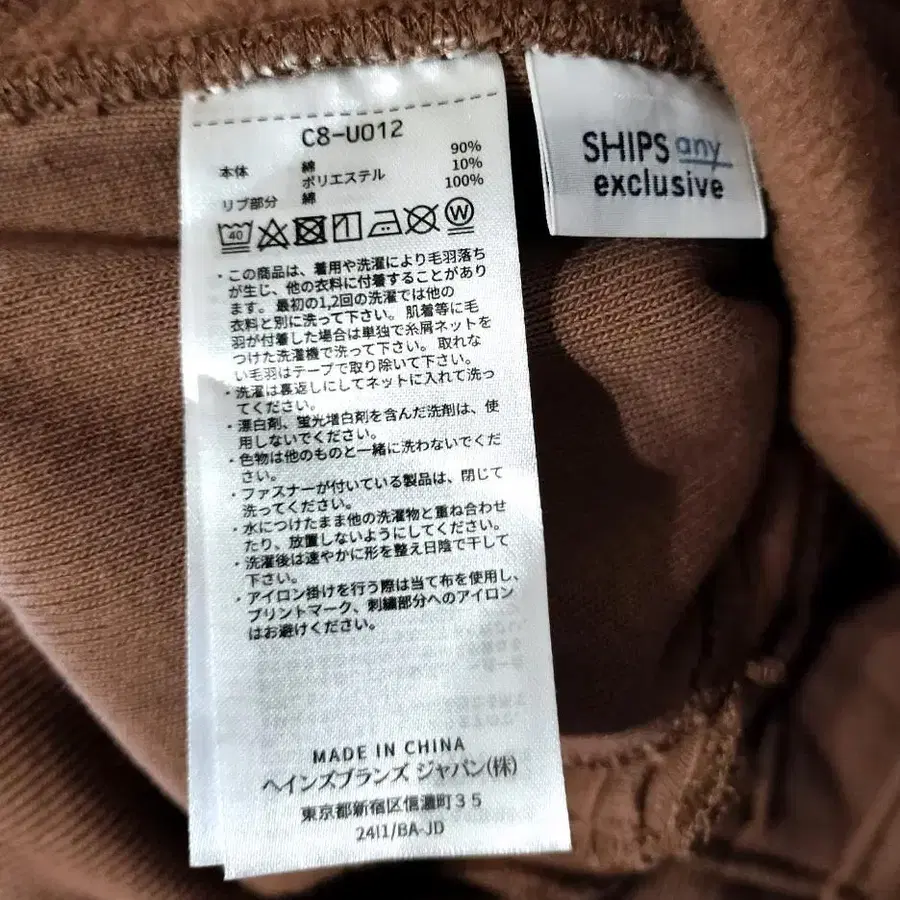 C8-U012
本体 綿 90%
ポリエステル 10%
リブ部分 綿 100%
40
W
・この商品は、着用や洗濯により毛羽落ち
が生じ、他の衣料に付着することがあり
ます。最初の1,2回の洗濯では他の
衣料と別に洗って下さい。肌着等に毛
羽が付着した場合は単独で糸屑ネットを
つけた洗濯機で洗って下さい。取れな
い毛羽はテープで取り除いて下さい。
・洗濯は裏返しにしてネットに入れて洗っ
てください。
・漂白剤、蛍光増白剤を含んだ洗剤は、使
用しないでください。
・色物は他のものと一緒に洗わないでくだ
さい。
・ファスナーが付いている製品は、閉じて
洗ってください。
・水につけたまま他の洗濯物と重ね合わせ
たり、放置しないようにしてください。
・洗濯後は速やかに形を整え日陰で干して
下さい。
・アイロン掛けを行う際は当て布を使用し、
プリントマーク、刺繍部分へのアイロン
はお避けください。
MADE IN CHINA
ヘインズブランズ ジャパン(株)
東京都新宿区信濃町35
24I1/BA-JD
SHIPS any
exclusive